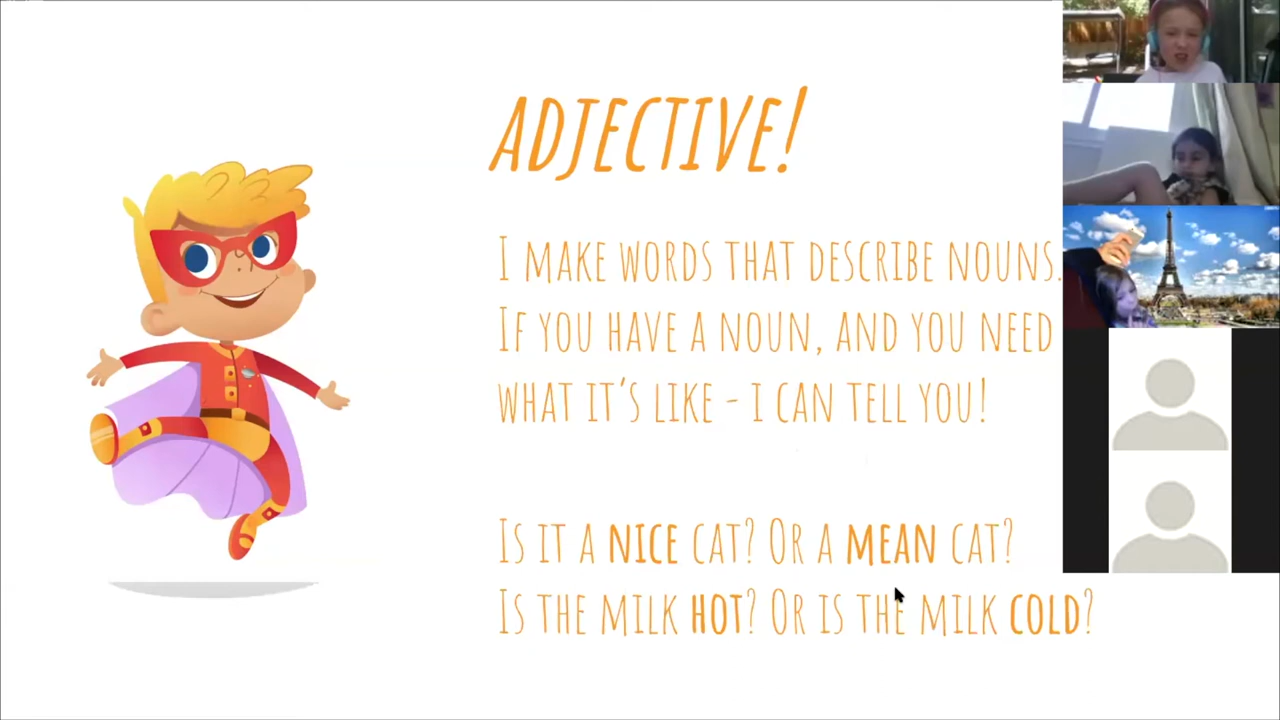 ADJECTIVE!
I MAKE WORDS THAT DESCRIBE NOUNS.
IF YOU HAVE A NOUN, AND YOU NEED
WHAT IT'S LIKE - I CAN TELL YOU!
IS IT A NICE CAT? OR A MEAN CAT?
IS THE MILK HOT? OR IS THE MILK COLD?